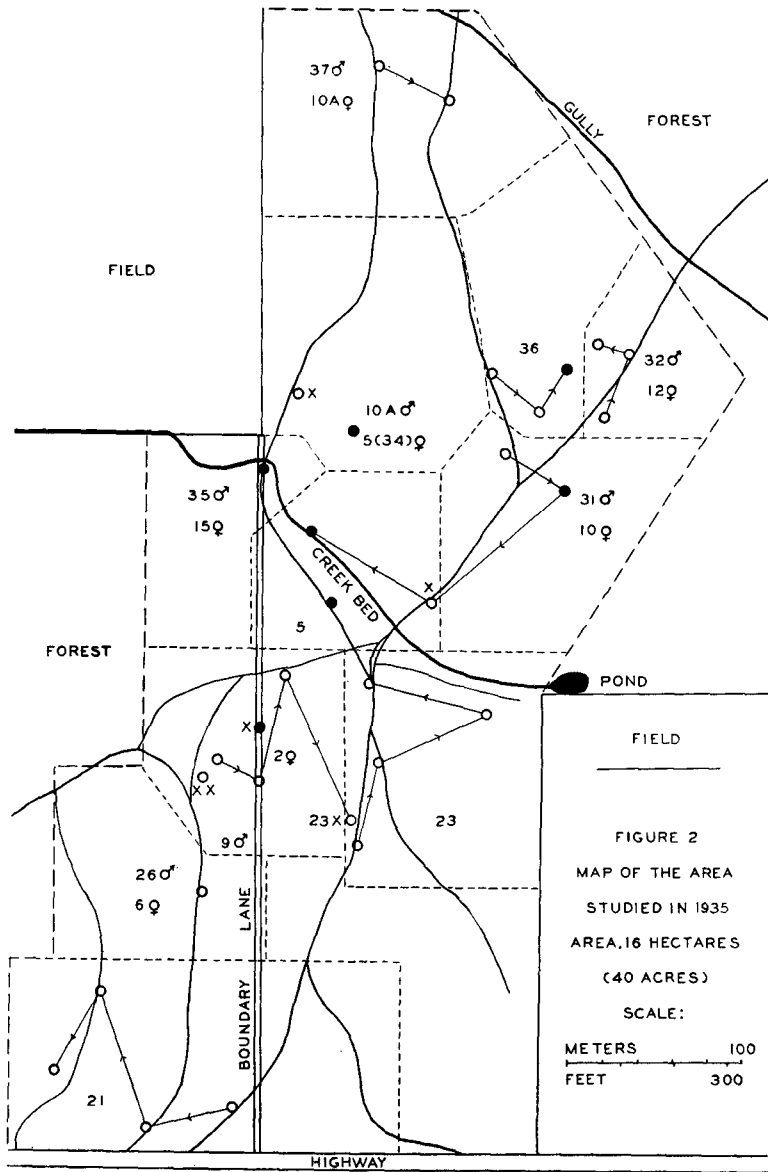 37♂
10A♀
GULLY
FOREST
FIELD
36
32♂
12♀
X
10A♂
5(34)♀
35♂
15♀
31♂
10♀
CREEK BED
X
5
FOREST
POND
X
2♀
X X
FIELD
23X
23
9♂
26♂
6♀
BOUNDARY LANE
21
FIGURE 2
MAP OF THE AREA
STUDIED IN 1935
AREA, 16 HECTARES
(40 ACRES)
SCALE:
METERS 100
FEET 300
HIGHWAY